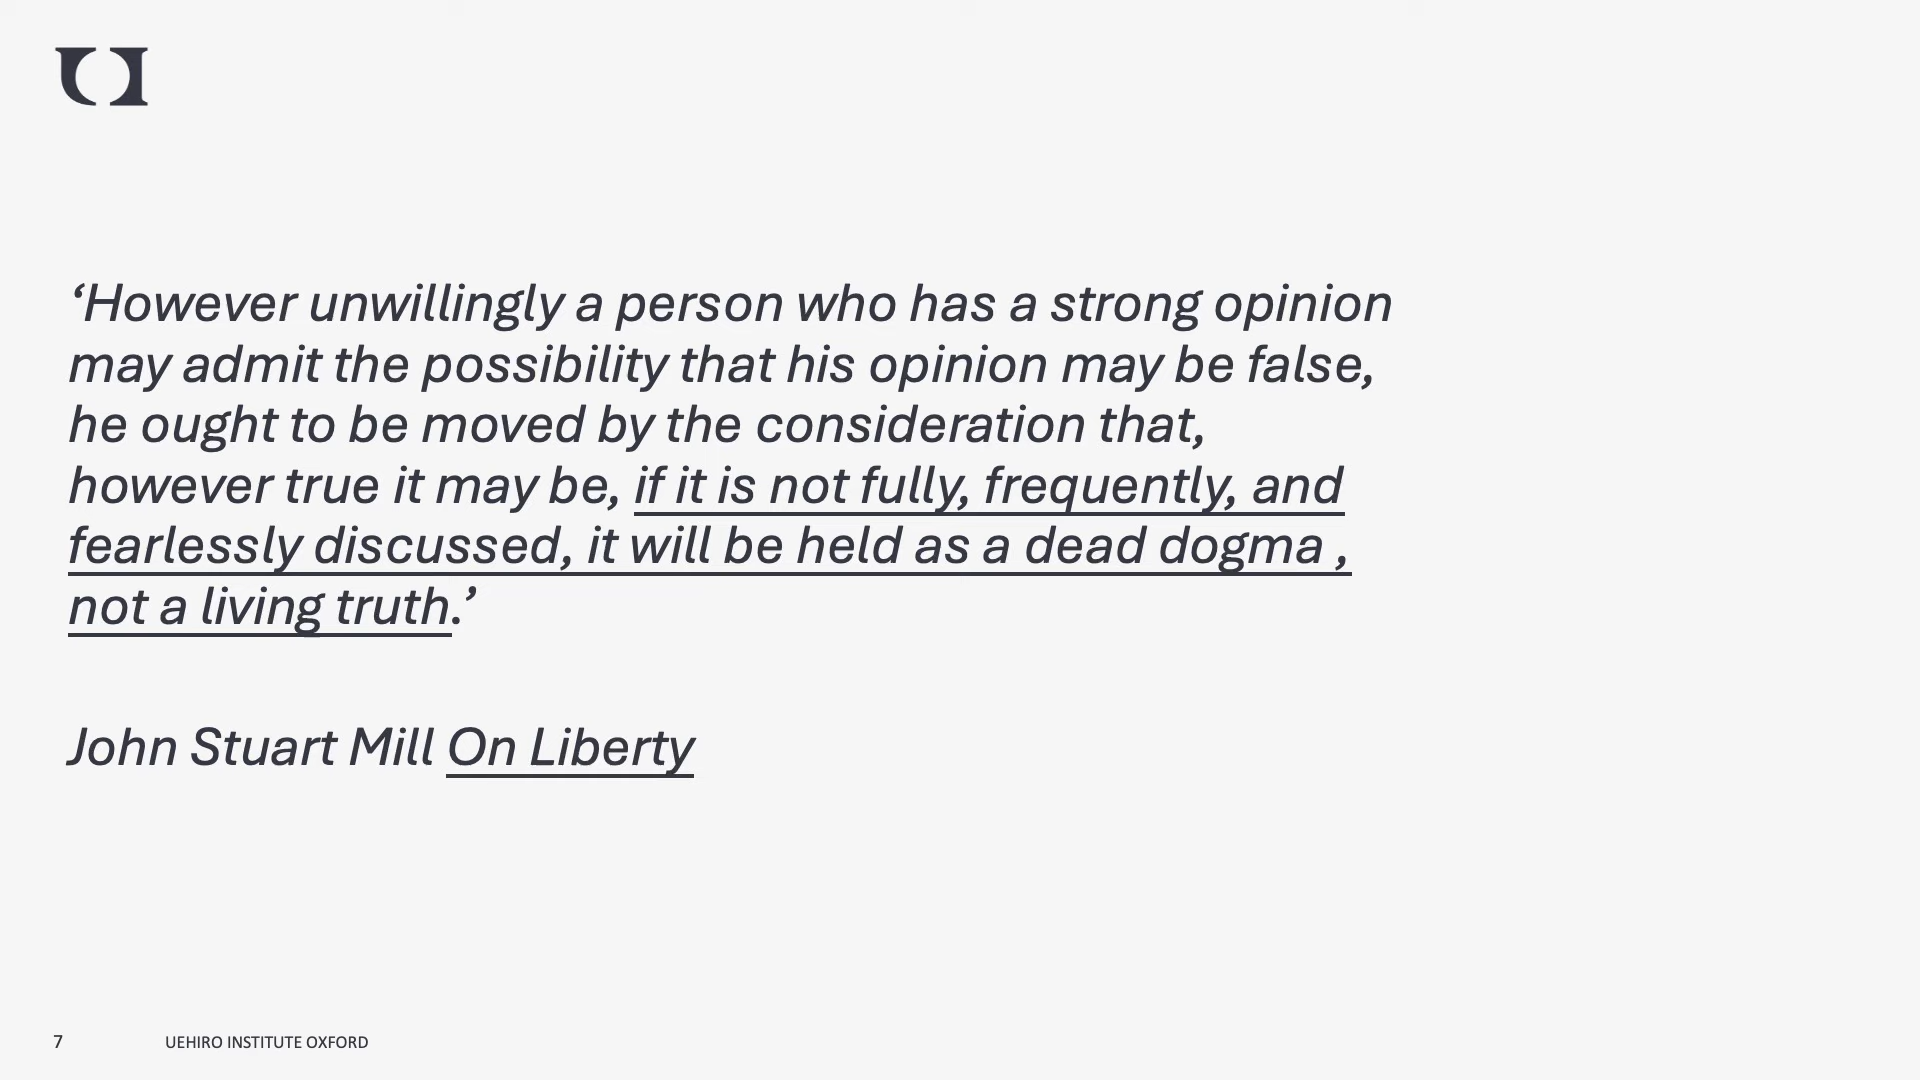 ‘However unwillingly a person who has a strong opinion
may admit the possibility that his opinion may be false,
he ought to be moved by the consideration that,
however true it may be, if it is not fully, frequently, and
fearlessly discussed, it will be held as a dead dogma ,
not a living truth.’
John Stuart Mill On Liberty
7 UEHIRO INSTITUTE OXFORD